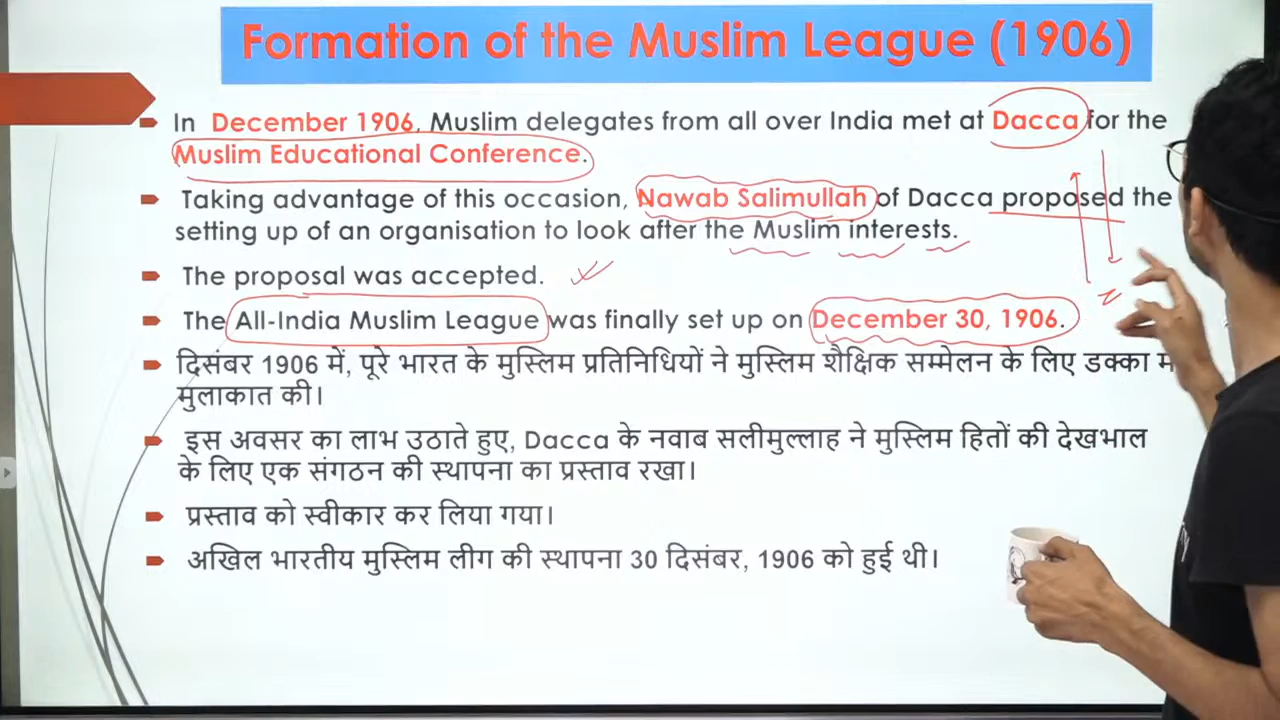 Formation of the Muslim League (1906)
In December 1906, Muslim delegates from all over India met at Dacca for the
Muslim Educational Conference.
Taking advantage of this occasion, Nawab Salimullah of Dacca proposed the
setting up of an organisation to look after the Muslim interests.
The proposal was accepted.
The All-India Muslim League was finally set up on December 30, 1906.
दिसंबर 1906 में, पूरे भारत के मुस्लिम प्रतिनिधियों ने मुस्लिम शैक्षिक सम्मेलन के लिए डक्का
मुलाकात की।
इस अवसर का लाभ उठाते हुए, Dacca के नवाब सलीमुल्लाह ने मुस्लिम हितों की देखभाल
के लिए एक संगठन की स्थापना का प्रस्ताव रखा।
प्रस्ताव को स्वीकार कर लिया गया।
अखिल भारतीय मुस्लिम लीग की स्थापना 30 दिसंबर, 1906 को हुई थी।